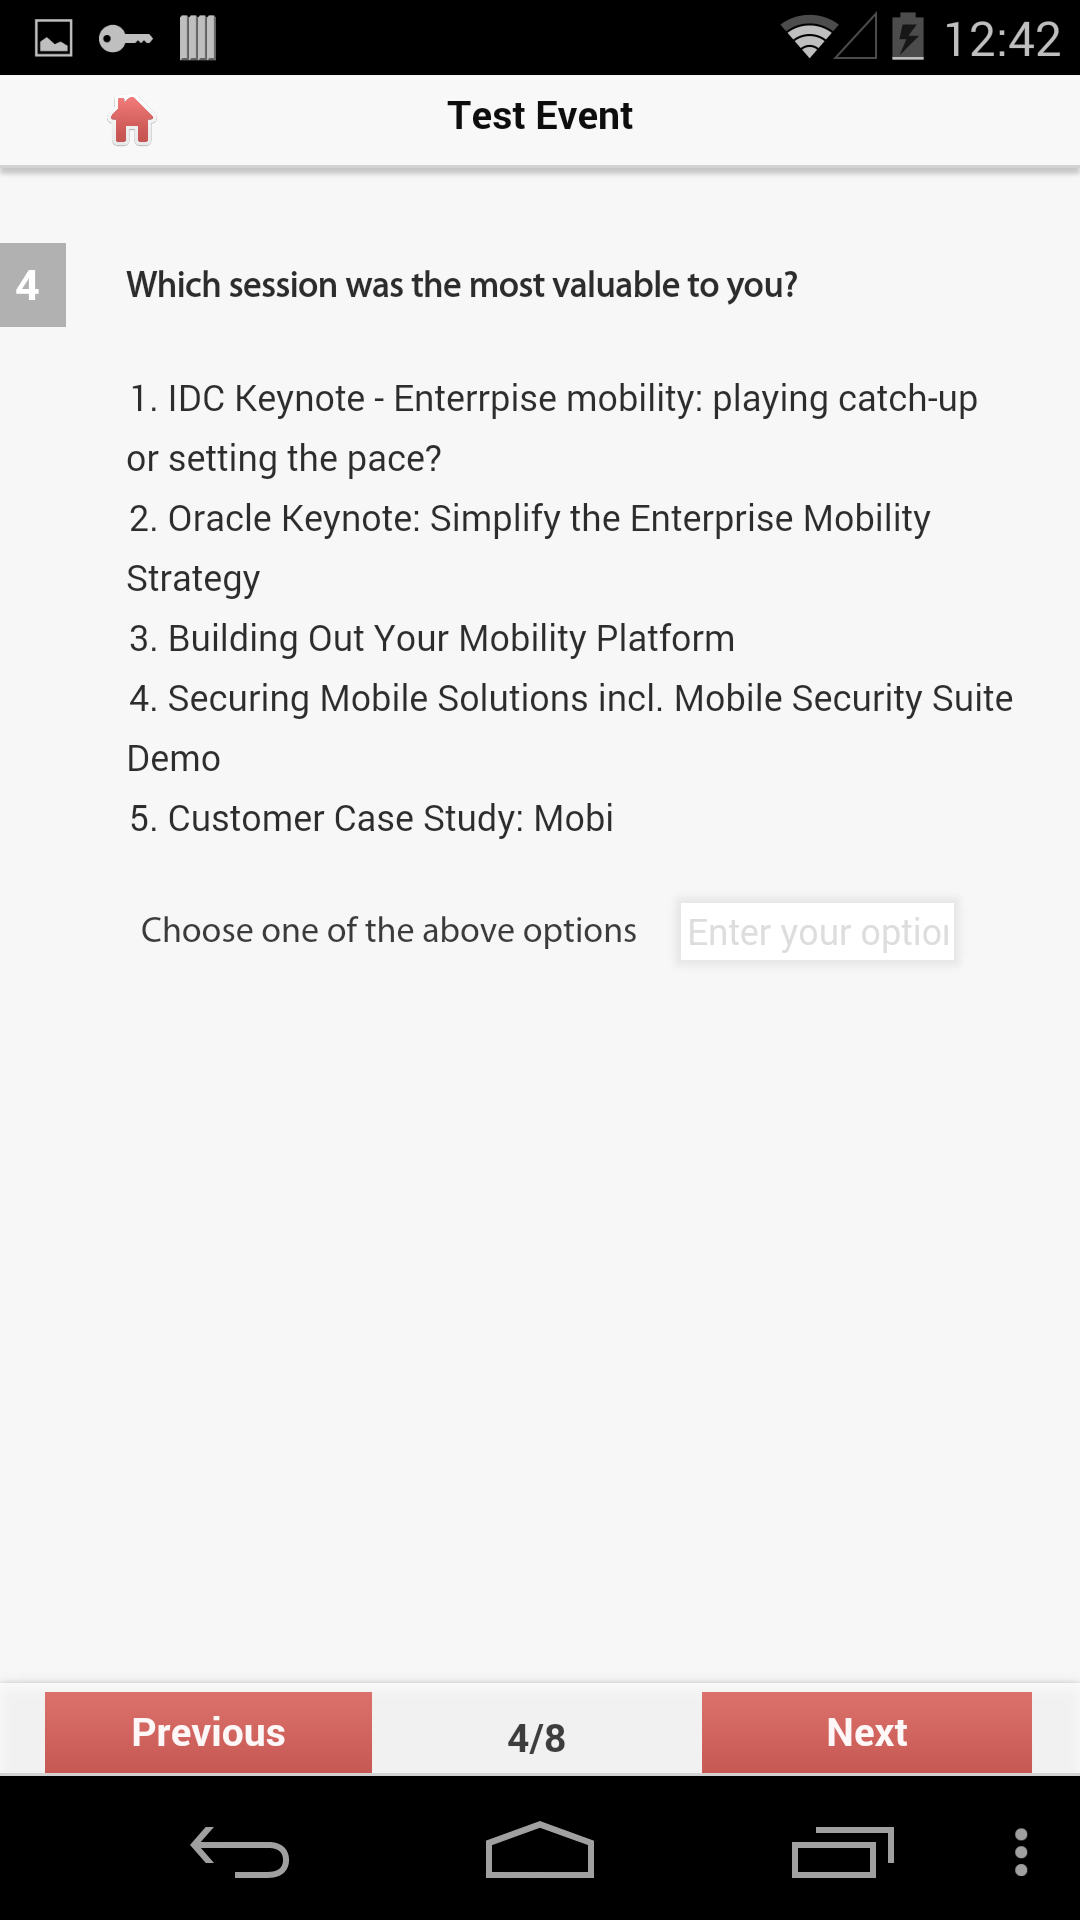 12:42
Test Event
4
Which session was the most valuable to you?
1. IDC Keynote - Enterrpise mobility: playing catch-up
or setting the pace?
2. Oracle Keynote: Simplify the Enterprise Mobility
Strategy
3. Building Out Your Mobility Platform
4. Securing Mobile Solutions incl. Mobile Security Suite
Demo
5. Customer Case Study: Mobi
Choose one of the above options
Enter your option
Previous
4/8
Next